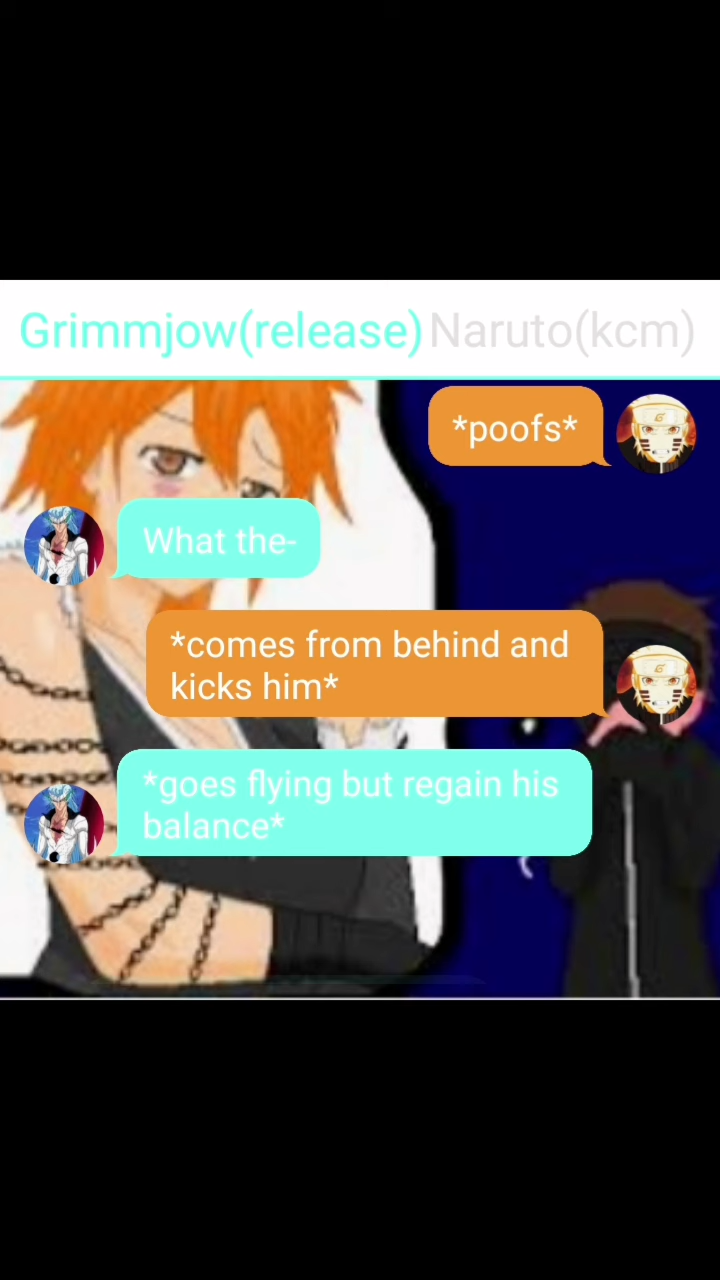 Grimmjow(release) Naruto(kcm)
*poofs*
What the-
*comes from behind and
kicks him*
*goes flying but regain his
balance*